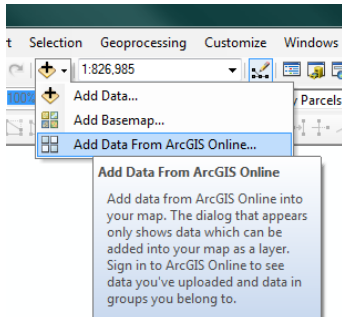 t Selection Geoprocessing Customize Windows
1:826,985
100%
Add Data...
y Parcels
Add Basemap...
Add Data From ArcGIS Online...
Add Data From ArcGIS Online
Add data from ArcGIS Online into
your map. The dialog that appears
only shows data which can be
added into your map as a layer.
Sign in to ArcGIS Online to see
data you've uploaded and data in
groups you belong to.